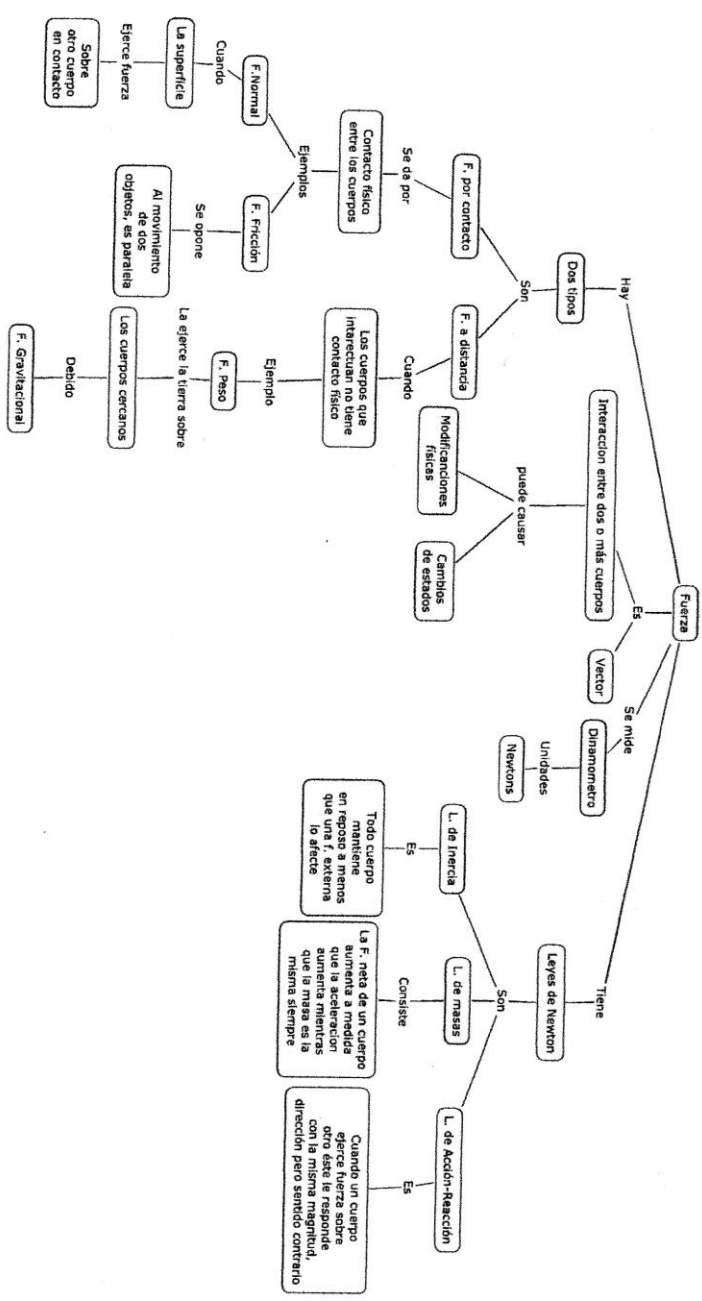 Fuerza
Hay
Dos tipos
Son
F. por contacto
Se da por
Contacto físico
entre los cuerpos
Ejemplos
F.Normal
Cuando
La superficie
Ejerce fuerza
Sobre
otro cuerpo
en contacto
F. Fricción
Se opone
Al movimiento
de dos
objetos, es paralela
F. a distancia
Cuando
Los cuerpos que
intarectuan no tiene
contacto físico
Ejemplo
F. Peso
La ejerce la tierra sobre
Los cuerpos cercanos
Debido
F. Gravitacional
Es
Interaccion entre dos o más cuerpos
puede causar
Modificanciones
físicas
Cambios
de estados
Vector
Se mide
Dinamometro
Unidades
Newtons
Tiene
Leyes de Newton
Son
L. de Inercia
Es
Todo cuerpo
mantiene
en reposo a menos
que una f. externa
lo afecte
L. de masas
Consiste
La F. neta de un cuerpo
aumenta a medida
que la aceleracion
aumenta mientras
que la masa es la
misma siempre
L. de Acción-Reacción
Es
Cuando un cuerpo
ejerce fuerza sobre
otro éste le responde
con la misma magnitud,
dirección pero sentido contrario